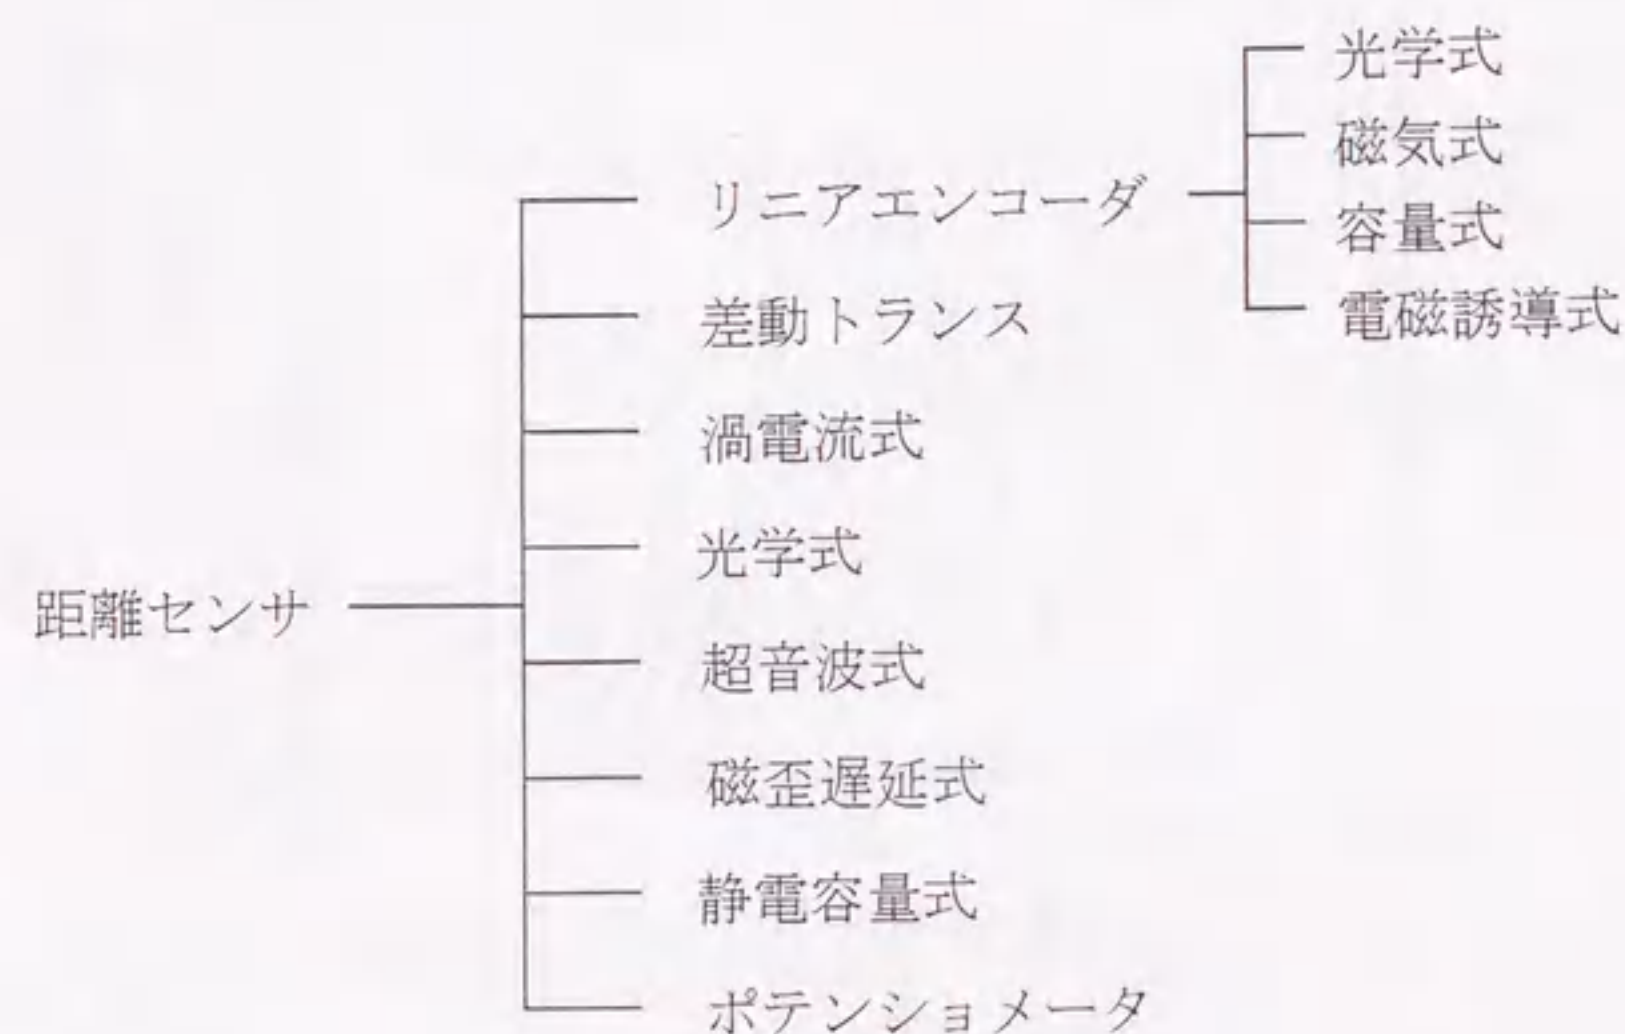 距離センサ
リニアエンコーダ
光学式
磁気式
容量式
電磁誘導式
差動トランス
渦電流式
光学式
超音波式
磁歪遅延式
静電容量式
ポテンショメータ